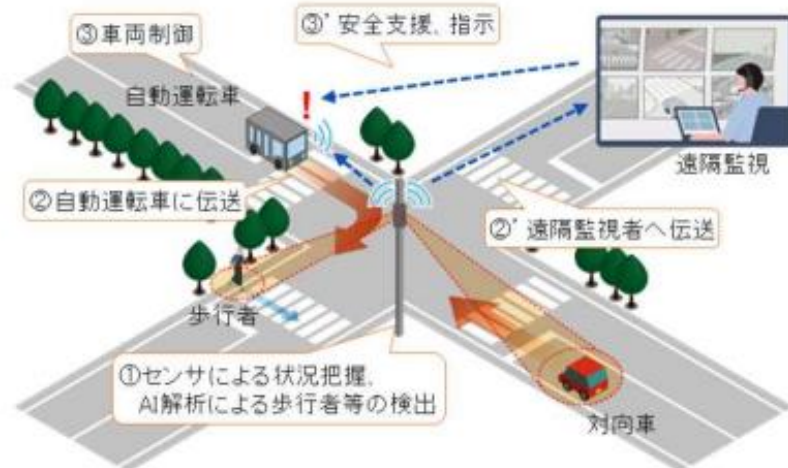 ③車両制御
③’安全支援、指示
自動運転車
!
遠隔監視
②自動運転車に伝送
②’遠隔監視者へ伝送
歩行者
①センサによる状況把握、
AI解析による歩行者等の検出
対向車